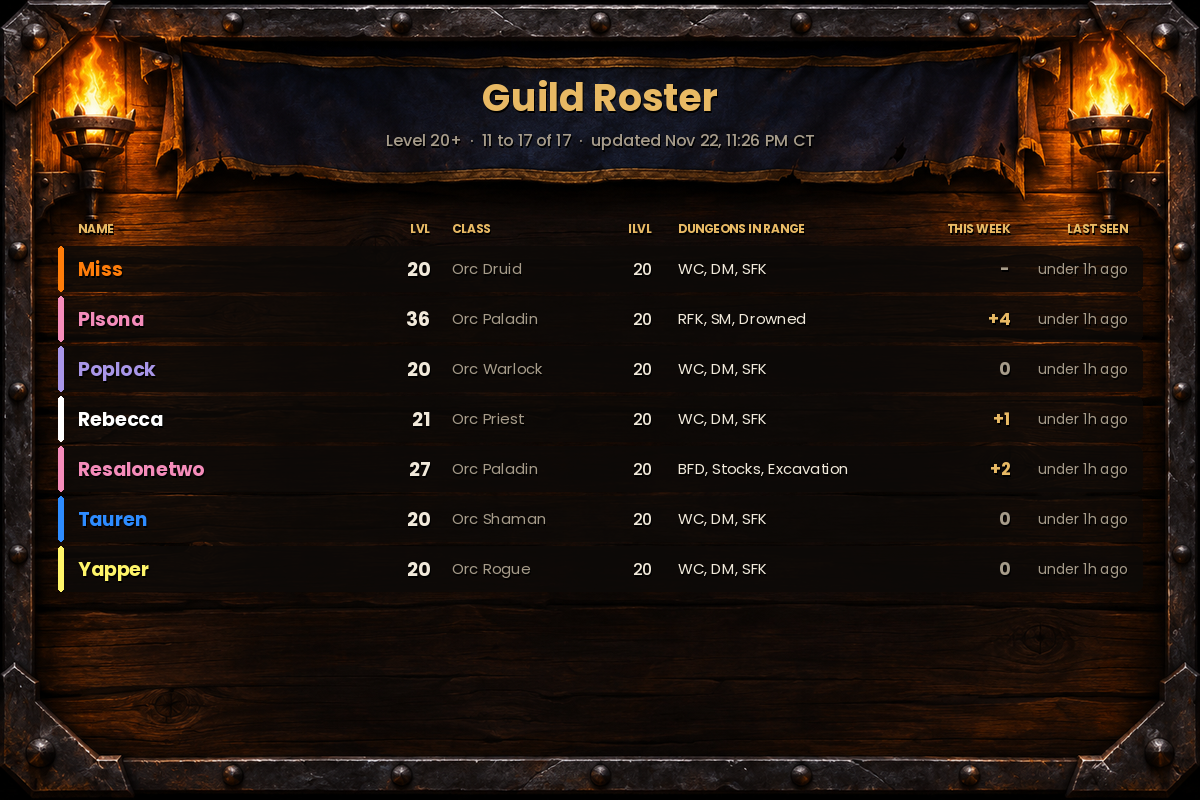 Guild Roster
Level 20+ · 11 to 17 of 17 · updated Nov 22, 11:26 PM CT
NAME LVL CLASS ILVL DUNGEONS IN RANGE THIS WEEK LAST SEEN
Miss 20 Orc Druid 20 WC, DM, SFK - under 1h ago
Plsona 36 Orc Paladin 20 RFK, SM, Drowned +4 under 1h ago
Poplock 20 Orc Warlock 20 WC, DM, SFK 0 under 1h ago
Rebecca 21 Orc Priest 20 WC, DM, SFK +1 under 1h ago
Resalonetwo 27 Orc Paladin 20 BFD, Stocks, Excavation +2 under 1h ago
Tauren 20 Orc Shaman 20 WC, DM, SFK 0 under 1h ago
Yapper 20 Orc Rogue 20 WC, DM, SFK 0 under 1h ago